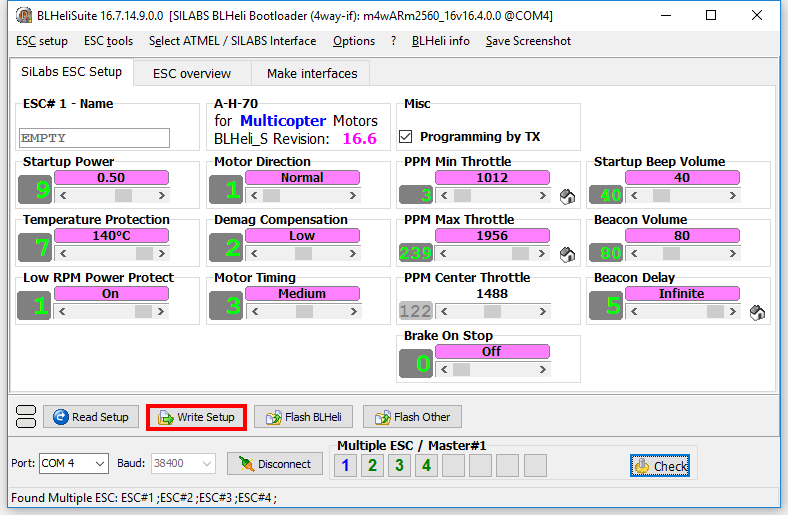 BLHeliSuite 16.7.14.9.0.0 [SILABS BLHeli Bootloader (4way-if): m4wARm2560_16v16.4.0.0 @COM4]
ESC setup ESC tools Select ATMEL / SILABS Interface Options ? BLHeli info Save Screenshot
SiLabs ESC Setup ESC overview Make interfaces
ESC# 1 - Name
EMPTY
A-H-70
for Multicopter Motors
BLHeli_S Revision: 16.6
Misc
Programming by TX
Startup Power
9 0.50
Motor Direction
1 Normal
PPM Min Throttle
3 1012
Startup Beep Volume
40 40
Temperature Protection
7 140°C
Demag Compensation
2 Low
PPM Max Throttle
239 1956
Beacon Volume
80 80
Low RPM Power Protect
1 On
Motor Timing
3 Medium
PPM Center Throttle
122 1488
Beacon Delay
5 Infinite
Brake On Stop
0 Off
Read Setup Write Setup Flash BLHeli Flash Other
Port: COM 4 Baud: 38400 Disconnect
Multiple ESC / Master#1
1 2 3 4
Check
Found Multiple ESC: ESC#1 ;ESC#2 ;ESC#3 ;ESC#4 ;